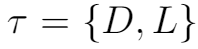 τ = {D, L}